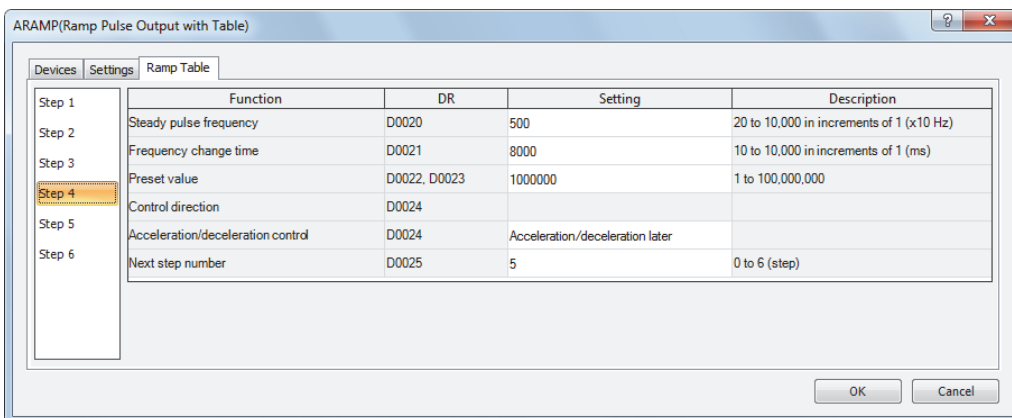 ARAMP(Ramp Pulse Output with Table)
Devices Settings Ramp Table
Step 1
Step 2
Step 3
Step 4
Step 5
Step 6
Function DR Setting Description
Steady pulse frequency D0020 500 20 to 10,000 in increments of 1 (x10 Hz)
Frequency change time D0021 8000 10 to 10,000 in increments of 1 (ms)
Preset value D0022, D0023 1000000 1 to 100,000,000
Control direction D0024
Acceleration/deceleration control D0024 Acceleration/deceleration later
Next step number D0025 5 0 to 6 (step)
OK Cancel